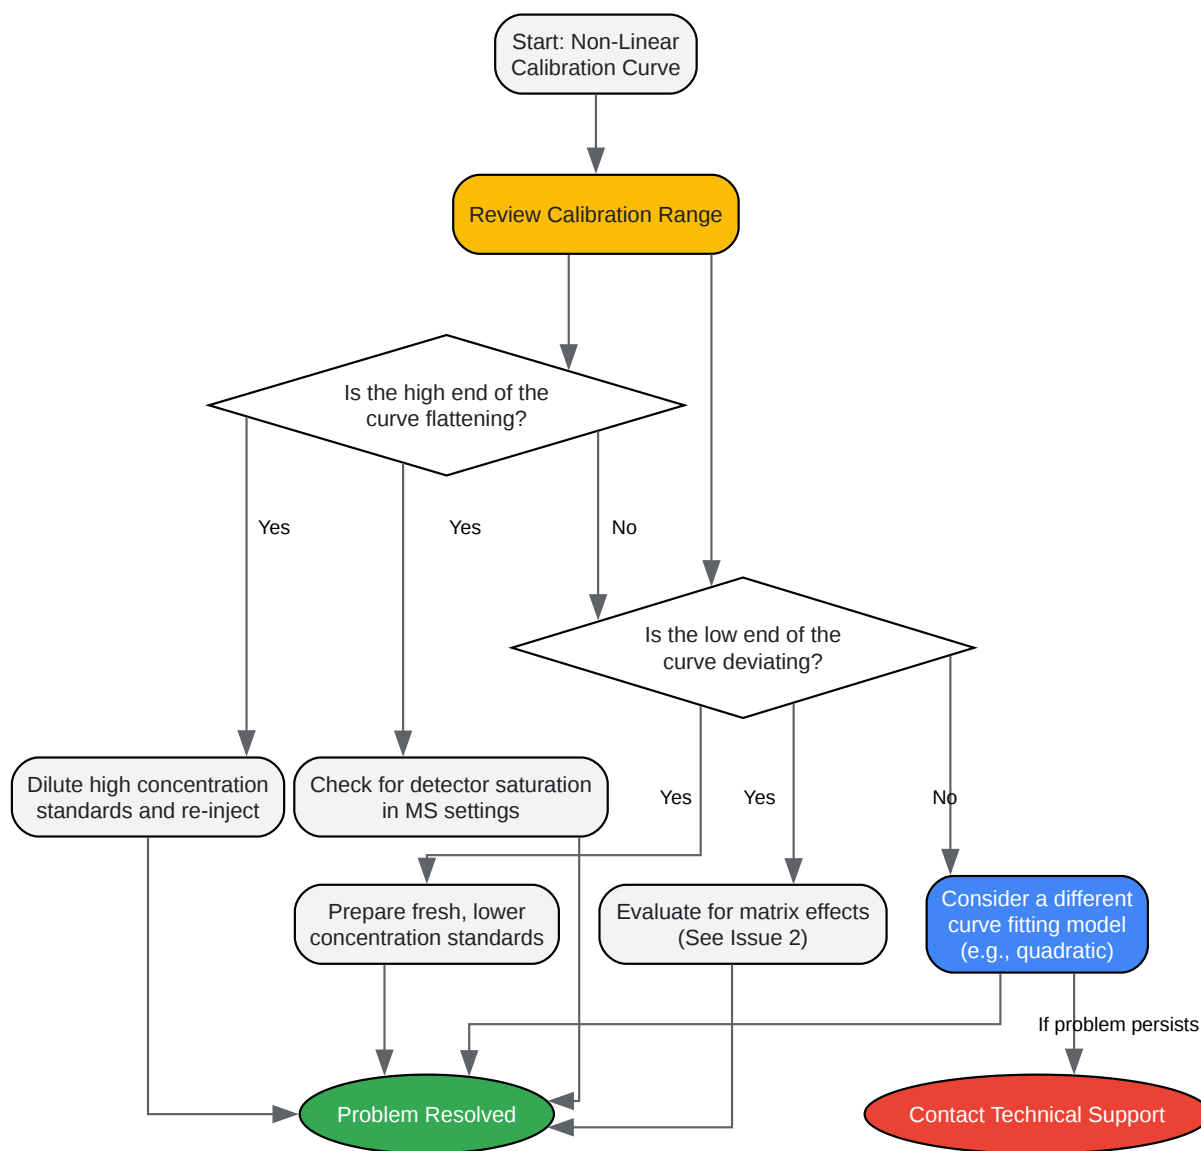 Start: Non-Linear
Calibration Curve
Review Calibration Range
Is the high end of the
curve flattening?
Yes
Yes
No
Is the low end of the
curve deviating?
Dilute high concentration
standards and re-inject
Check for detector saturation
in MS settings
Yes
Yes
No
Prepare fresh, lower
concentration standards
Evaluate for matrix effects
(See Issue 2)
Consider a different
curve fitting model
(e.g., quadratic)
If problem persists
Problem Resolved
Contact Technical Support